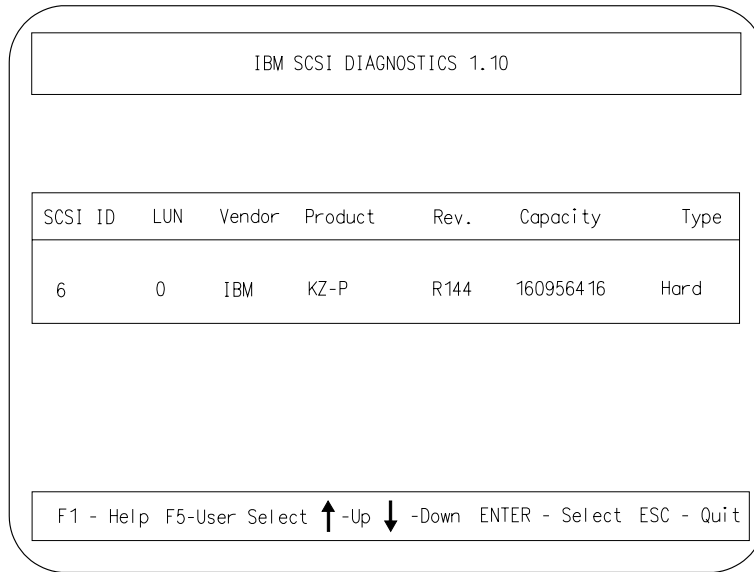 IBM SCSI DIAGNOSTICS 1.10
SCSI ID LUN Vendor Product Rev. Capacity Type
6 0 IBM KZ-P R144 160956416 Hard
F1 - Help F5-User Select ↑ -Up ↓ -Down ENTER - Select ESC - Quit